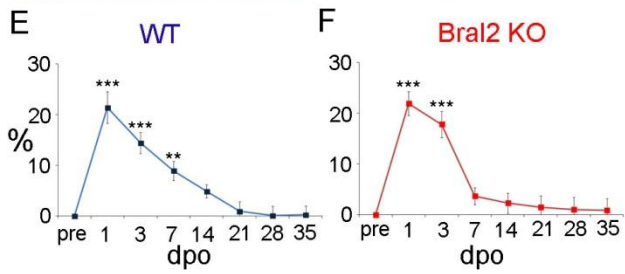 E WT
30
20
%
10
0
*** *** **
pre 1 3 7 14 21 28 35
dpo
F Bral2 KO
30
20
10
0
*** ***
pre 1 3 7 14 21 28 35
dpo